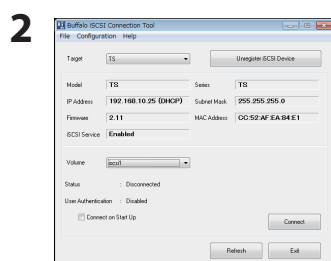 2
Buffalo iSCSI Connection Tool
File Configuration Help
Target TS Unregister iSCSI Device
Model TS Series TS
IP Address 192.168.10.25 (DHCP) Subnet Mask 255.255.255.0
Firmware 2.11 MAC Address CC:52:AF:EA:84:E1
iSCSI Service Enabled
Volume iscsi1
Status : Disconnected
User Authentication : Disabled
Connect on Start Up
Connect
Refresh Exit